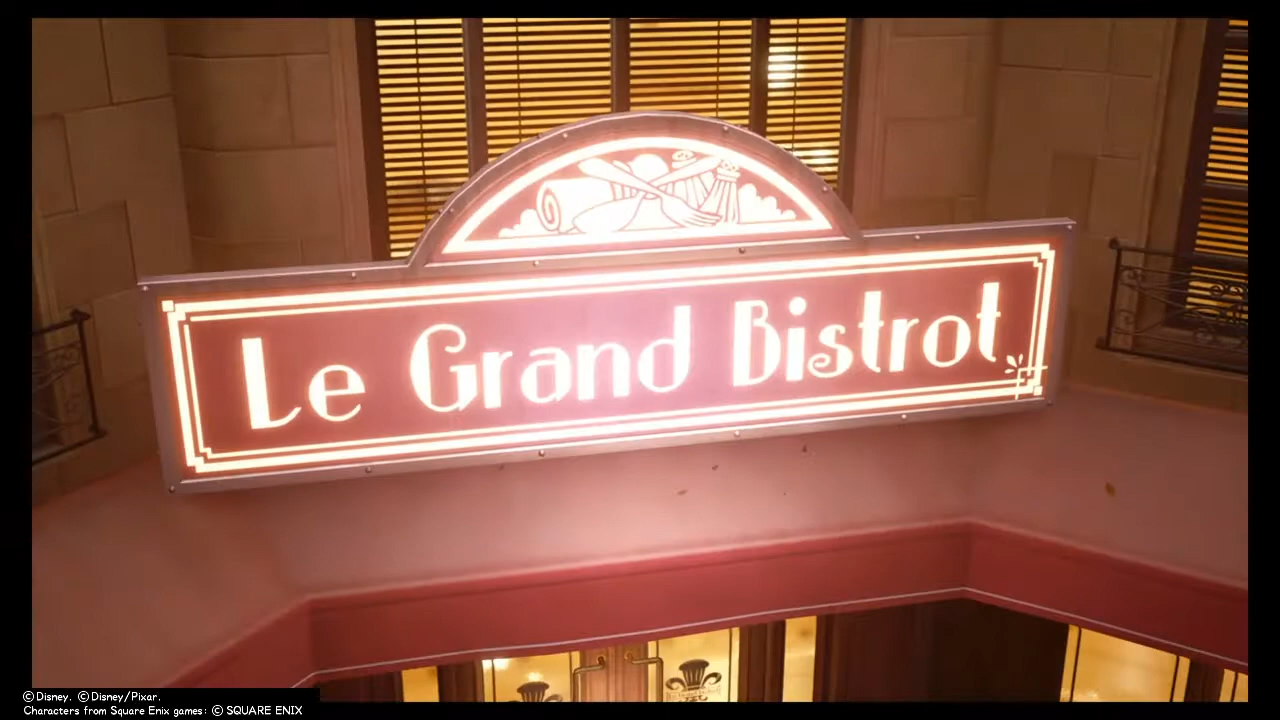 Le Grand Bistrot
©Disney. ©Disney/Pixar.
Characters from Square Enix games: © SQUARE ENIX